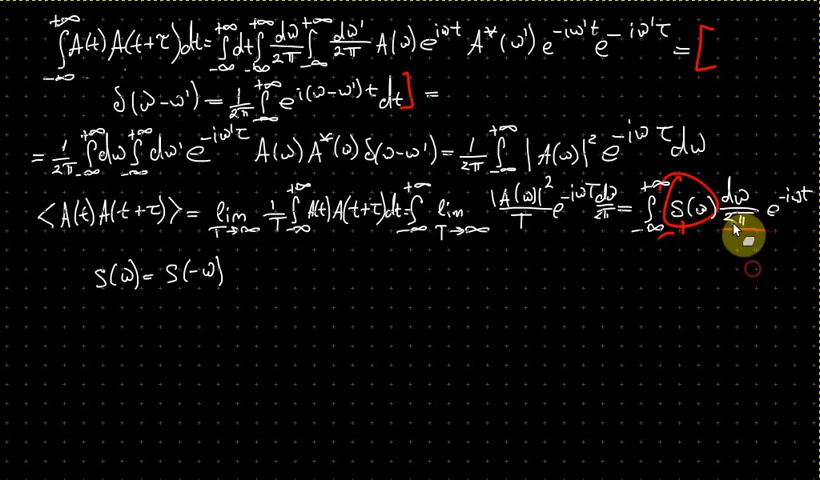 ∫_{-∞}^{+∞} A(t)A(t+τ)dt = ∫_{-∞}^{+∞} dt ∫_{-∞}^{+∞} dω/2π ∫_{-∞}^{+∞} dω'/2π A(ω) e^{iωt} A*(ω') e^{-iω't} e^{-iω'τ} = [
δ(ω-ω') = 1/2π ∫_{-∞}^{+∞} e^{i(ω-ω')t} dt ] =
= 1/2π ∫_{-∞}^{+∞} dω ∫_{-∞}^{+∞} dω' e^{-iω'τ} A(ω) A*(ω) δ(ω-ω') = 1/2π ∫_{-∞}^{+∞} |A(ω)|² e^{-iωτ} dω
<A(t)A(t+τ)> = lim_{T→∞} 1/T ∫_{-∞}^{+∞} A(t)A(t+τ)dt = ∫_{-∞}^{+∞} lim_{T→∞} |A(ω)|²/T e^{-iωτ} dω/2π = ∫_{-∞}^{+∞} S(ω) dω/2π e^{-iωτ}
S(ω) = S(-ω)